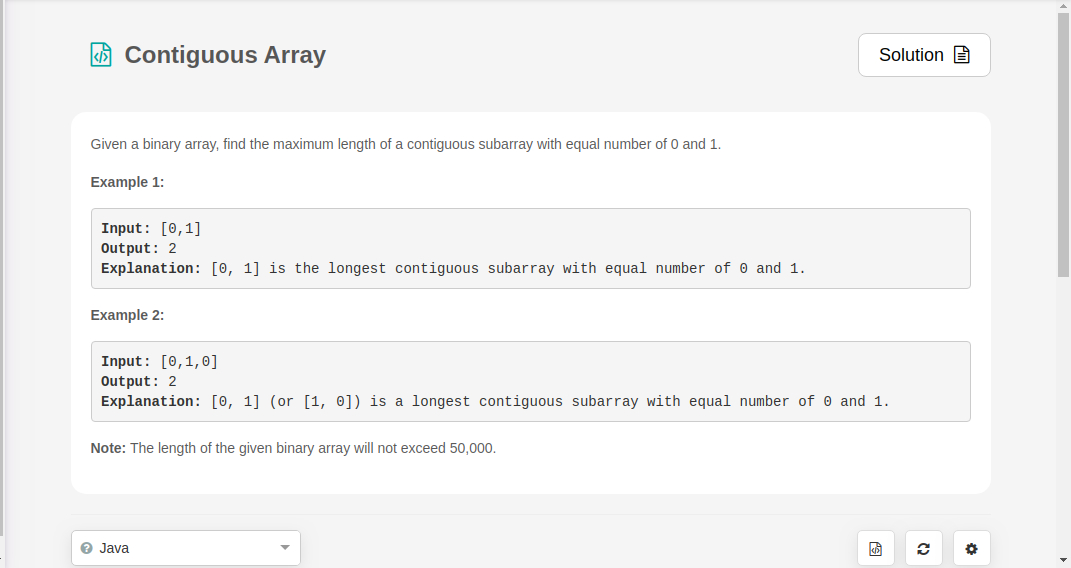 Contiguous Array
Solution
Given a binary array, find the maximum length of a contiguous subarray with equal number of 0 and 1.
Example 1:
Input: [0,1]
Output: 2
Explanation: [0, 1] is the longest contiguous subarray with equal number of 0 and 1.
Example 2:
Input: [0,1,0]
Output: 2
Explanation: [0, 1] (or [1, 0]) is a longest contiguous subarray with equal number of 0 and 1.
Note: The length of the given binary array will not exceed 50,000.
Java